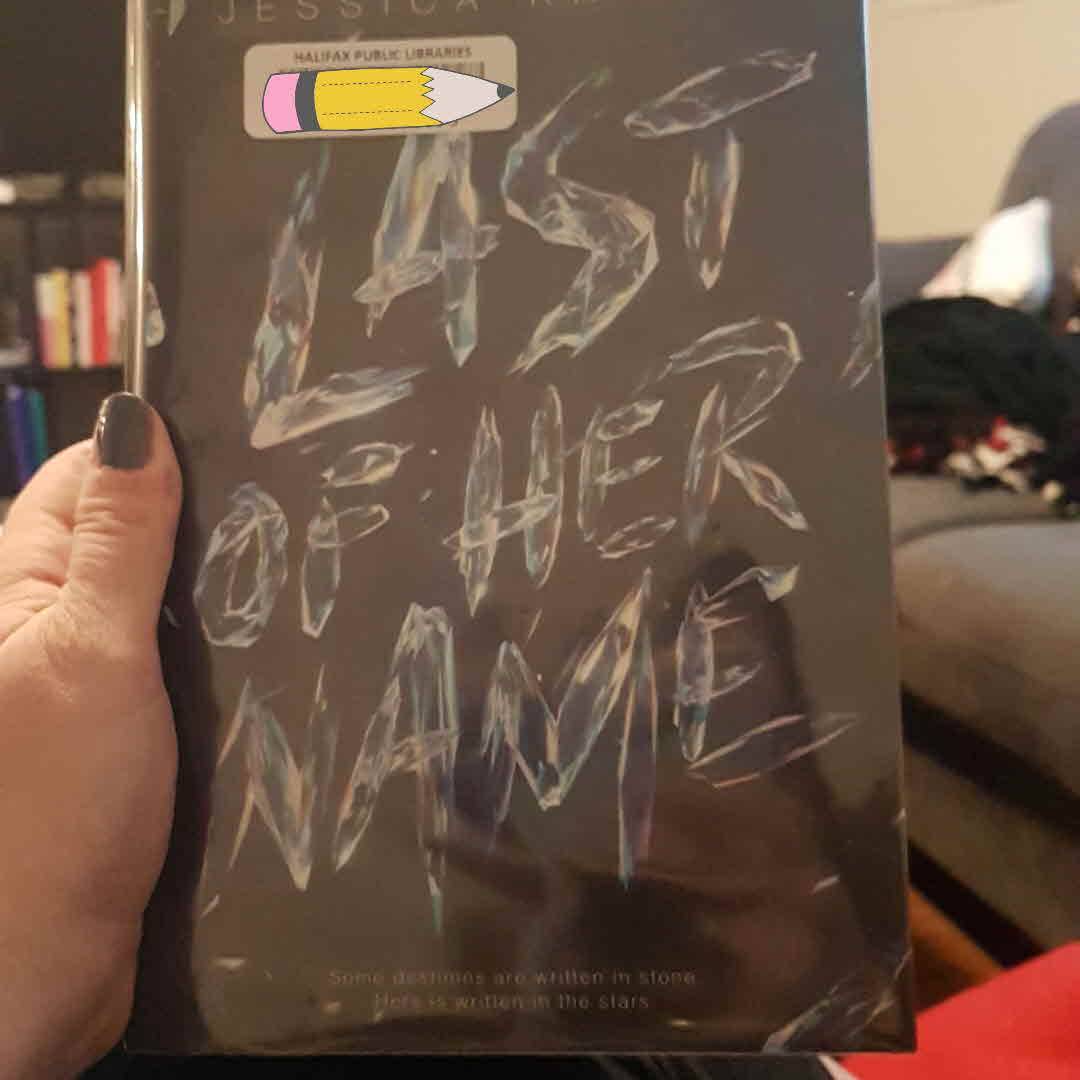 JESSICA
HALIFAX PUBLIC LIBRARIES
LAST
OF HER
NAME
Some destinies are written in stone.
Hers is written in the stars.